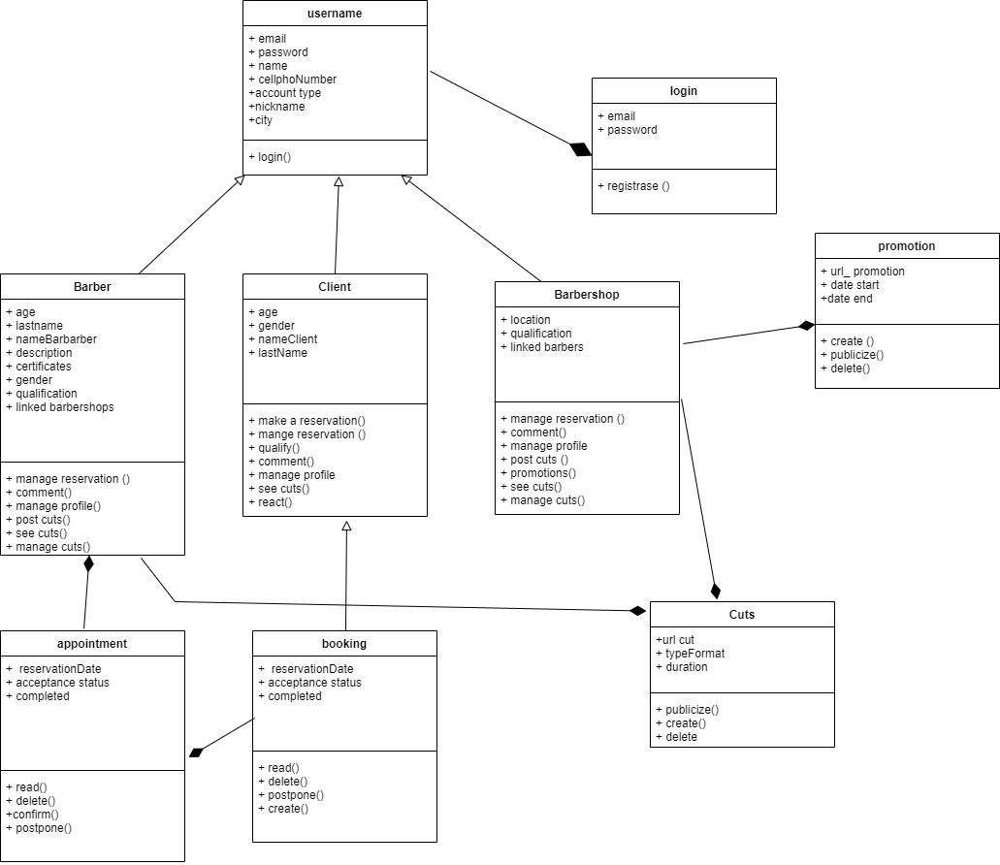 username
+ email
+ password
+ name
+ cellphoNumber
+account type
+nickname
+city
+ login()
login
+ email
+ password
+ registrase ()
promotion
+ url_ promotion
+ date start
+date end
+ create ()
+ publicize()
+ delete()
Barber
+ age
+ lastname
+ nameBarbarber
+ description
+ certificates
+ gender
+ qualification
+ linked barbershops
+ manage reservation ()
+ comment()
+ manage profile()
+ post cuts()
+ see cuts()
+ manage cuts()
Client
+ age
+ gender
+ nameClient
+ lastName
+ make a reservation()
+ mange reservation ()
+ qualify()
+ comment()
+ manage profile
+ see cuts()
+ react()
Barbershop
+ location
+ qualification
+ linked barbers
+ manage reservation ()
+ comment()
+ manage profile
+ post cuts ()
+ promotions()
+ see cuts()
+ manage cuts()
appointment
+ reservationDate
+ acceptance status
+ completed
+ read()
+ delete()
+confirm()
+ postpone()
booking
+ reservationDate
+ acceptance status
+ completed
+ read()
+ delete()
+ postpone()
+ create()
Cuts
+url cut
+ typeFormat
+ duration
+ publicize()
+ create()
+ delete